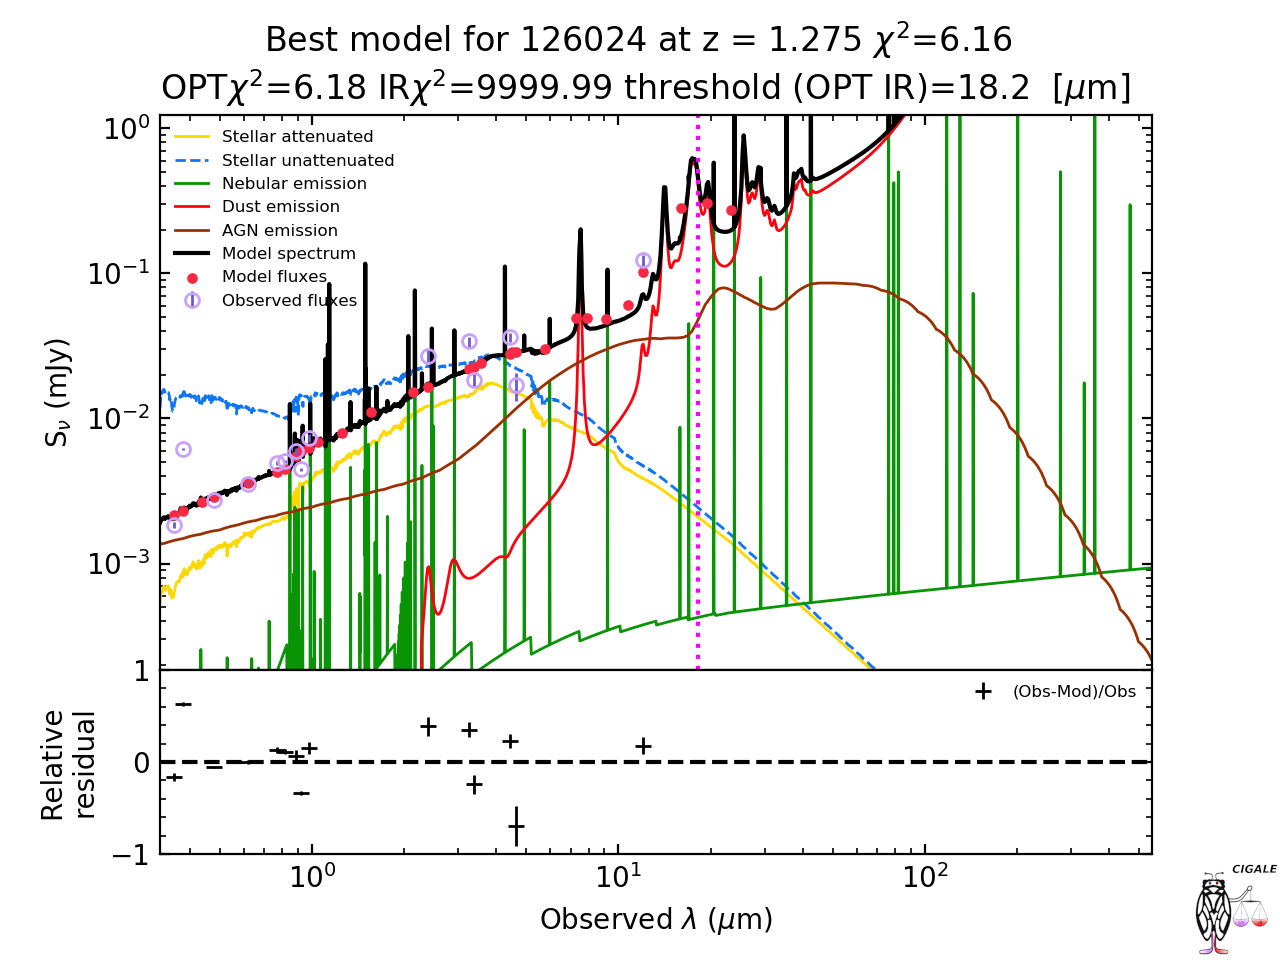 Best model for 126024 at z = 1.275 χ²=6.16
OPTχ²=6.18 IRχ²=9999.99 threshold (OPT IR)=18.2 [μm]
Stellar attenuated
Stellar unattenuated
Nebular emission
Dust emission
AGN emission
Model spectrum
Model fluxes
Observed fluxes
10⁰
10⁻¹
10⁻²
10⁻³
S_ν (mJy)
(Obs-Mod)/Obs
1
0
−1
Relative
residual
10⁰ 10¹ 10²
Observed λ (μm)
CIGALE